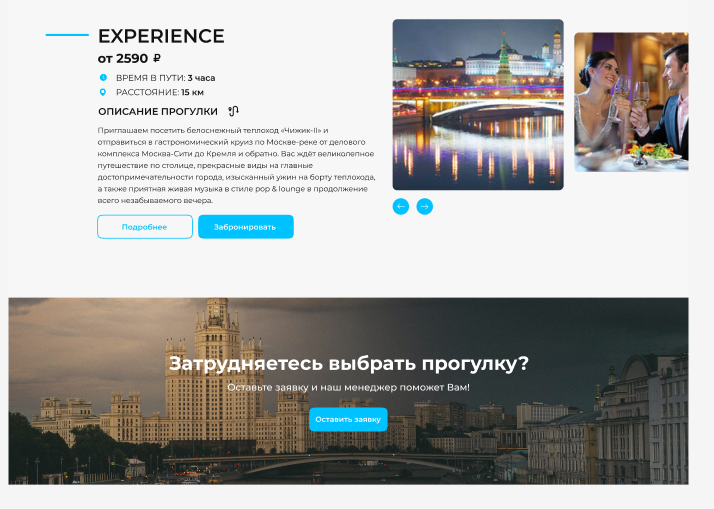 EXPERIENCE
от 2590 ₽
ВРЕМЯ В ПУТИ: 3 часа
РАССТОЯНИЕ: 15 км
ОПИСАНИЕ ПРОГУЛКИ
Приглашаем посетить белоснежный теплоход «Чижик-II» и
отправиться в гастрономический круиз по Москве-реке от делового
комплекса Москва-Сити до Кремля и обратно. Вас ждёт великолепное
путешествие по столице, прекрасные виды на главные
достопримечательности города, изысканный ужин на борту теплохода,
а также приятная живая музыка в стиле pop & lounge в продолжение
всего незабываемого вечера.
Подробнее
Забронировать
Затрудняетесь выбрать прогулку?
Оставьте заявку и наш менеджер поможет Вам!
Оставить заявку